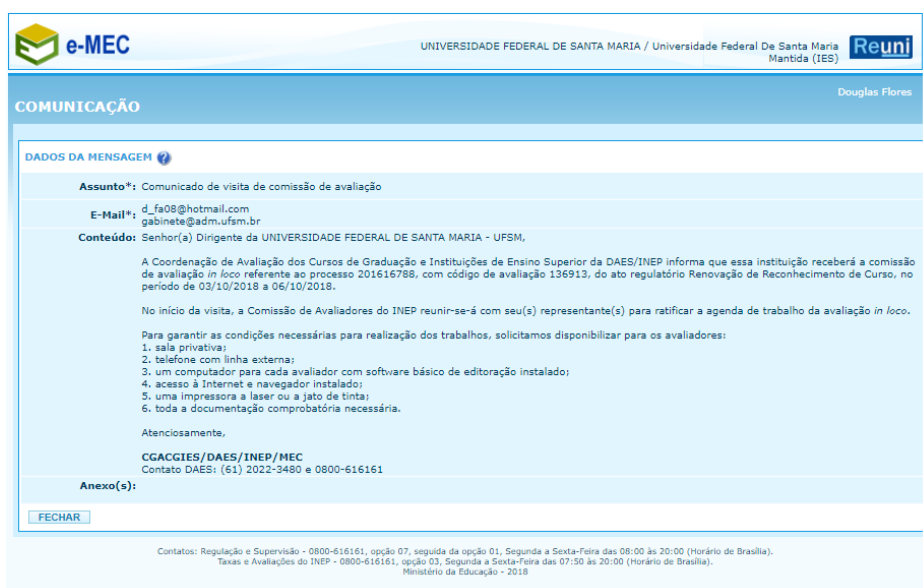 e-MEC
UNIVERSIDADE FEDERAL DE SANTA MARIA / Universidade Federal De Santa Maria
Mantida (IES)
Reuni
Douglas Flores
COMUNICAÇÃO
DADOS DA MENSAGEM ?
Assunto*: Comunicado de visita de comissão de avaliação
E-Mail*: d_fa08@hotmail.com
gabinete@adm.ufsm.br
Conteúdo: Senhor(a) Dirigente da UNIVERSIDADE FEDERAL DE SANTA MARIA - UFSM,
A Coordenação de Avaliação dos Cursos de Graduação e Instituições de Ensino Superior da DAES/INEP informa que essa instituição receberá a comissão
de avaliação in loco referente ao processo 201616788, com código de avaliação 136913, do ato regulatório Renovação de Reconhecimento de Curso, no
período de 03/10/2018 a 06/10/2018.
No início da visita, a Comissão de Avaliadores do INEP reunir-se-á com seu(s) representante(s) para ratificar a agenda de trabalho da avaliação in loco.
Para garantir as condições necessárias para realização dos trabalhos, solicitamos disponibilizar para os avaliadores:
1. sala privativa;
2. telefone com linha externa;
3. um computador para cada avaliador com software básico de editoração instalado;
4. acesso à Internet e navegador instalado;
5. uma impressora a laser ou a jato de tinta;
6. toda a documentação comprobatória necessária.
Atenciosamente,
CGACGIES/DAES/INEP/MEC
Contato DAES: (61) 2022-3480 e 0800-616161
Anexo(s):
FECHAR
Contatos: Regulação e Supervisão - 0800-616161, opção 07, seguida da opção 01, Segunda a Sexta-Feira das 08:00 às 20:00 (Horário de Brasília).
Taxas e Avaliações do INEP - 0800-616161, opção 03, Segunda a Sexta-Feira das 07:50 às 20:00 (Horário de Brasília).
Ministério da Educação - 2018